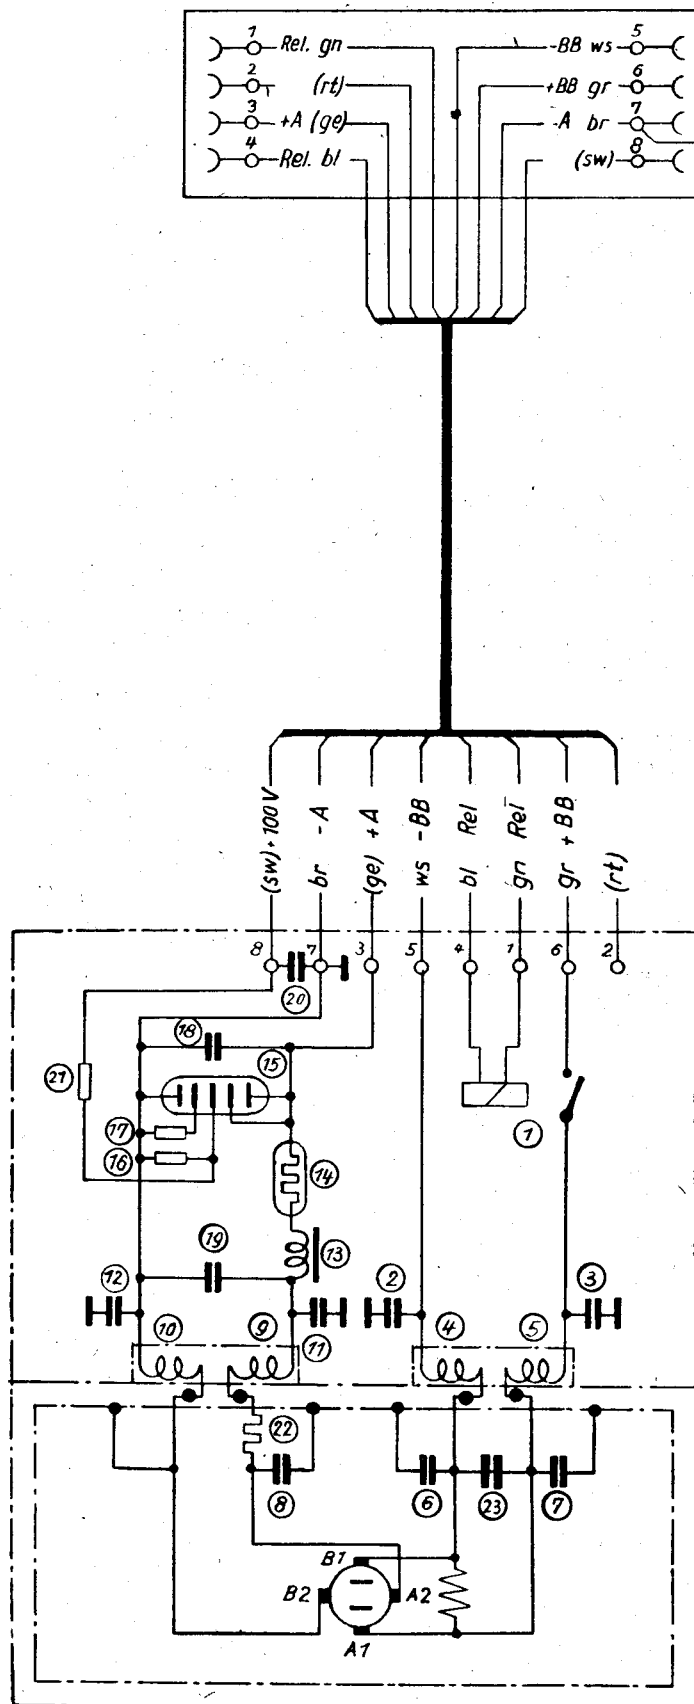 1 Rel. gn
2 (rt)
3 +A (ge)
4 Rel. bl
-BB ws 5
+BB gr 6
-A br 7
(sw) 8
(sw)+100V
br -A
(ge) +A
ws -BB
bl Rel
gn Rel
gr +BB
(rt)
8 7 3 5 4 1 6 2
20
18
15
21
17
16
14
1
19
13
12
2
3
10 9 11 4 5
22
8 6 23 7
B1
B2 A2
A1